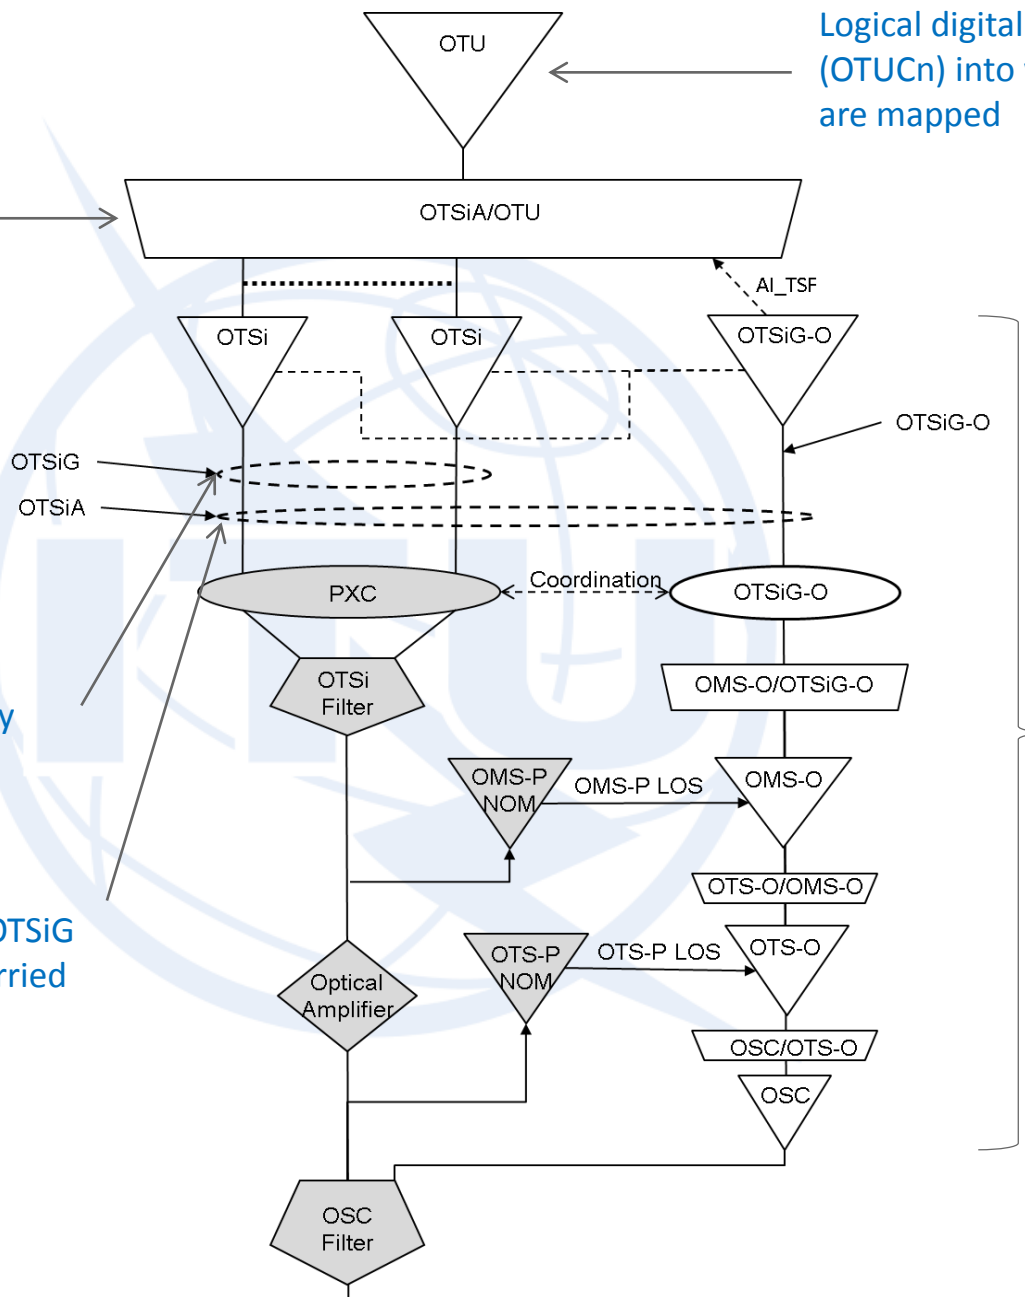 OTU
Logical digital
(OTUCn) into
are mapped
OTSiA/OTU
AI_TSF
OTSi
OTSi
OTSiG-O
OTSiG-O
OTSiG
OTSiA
PXC
Coordination
OTSiG-O
OTSi
Filter
OMS-O/OTSiG-O
y
OMS-P
NOM
OMS-P LOS
OMS-O
OTS-O/OMS-O
OTSiG
rried
OTS-P
NOM
OTS-P LOS
OTS-O
Optical
Amplifier
OSC/OTS-O
OSC
OSC
Filter
ITU